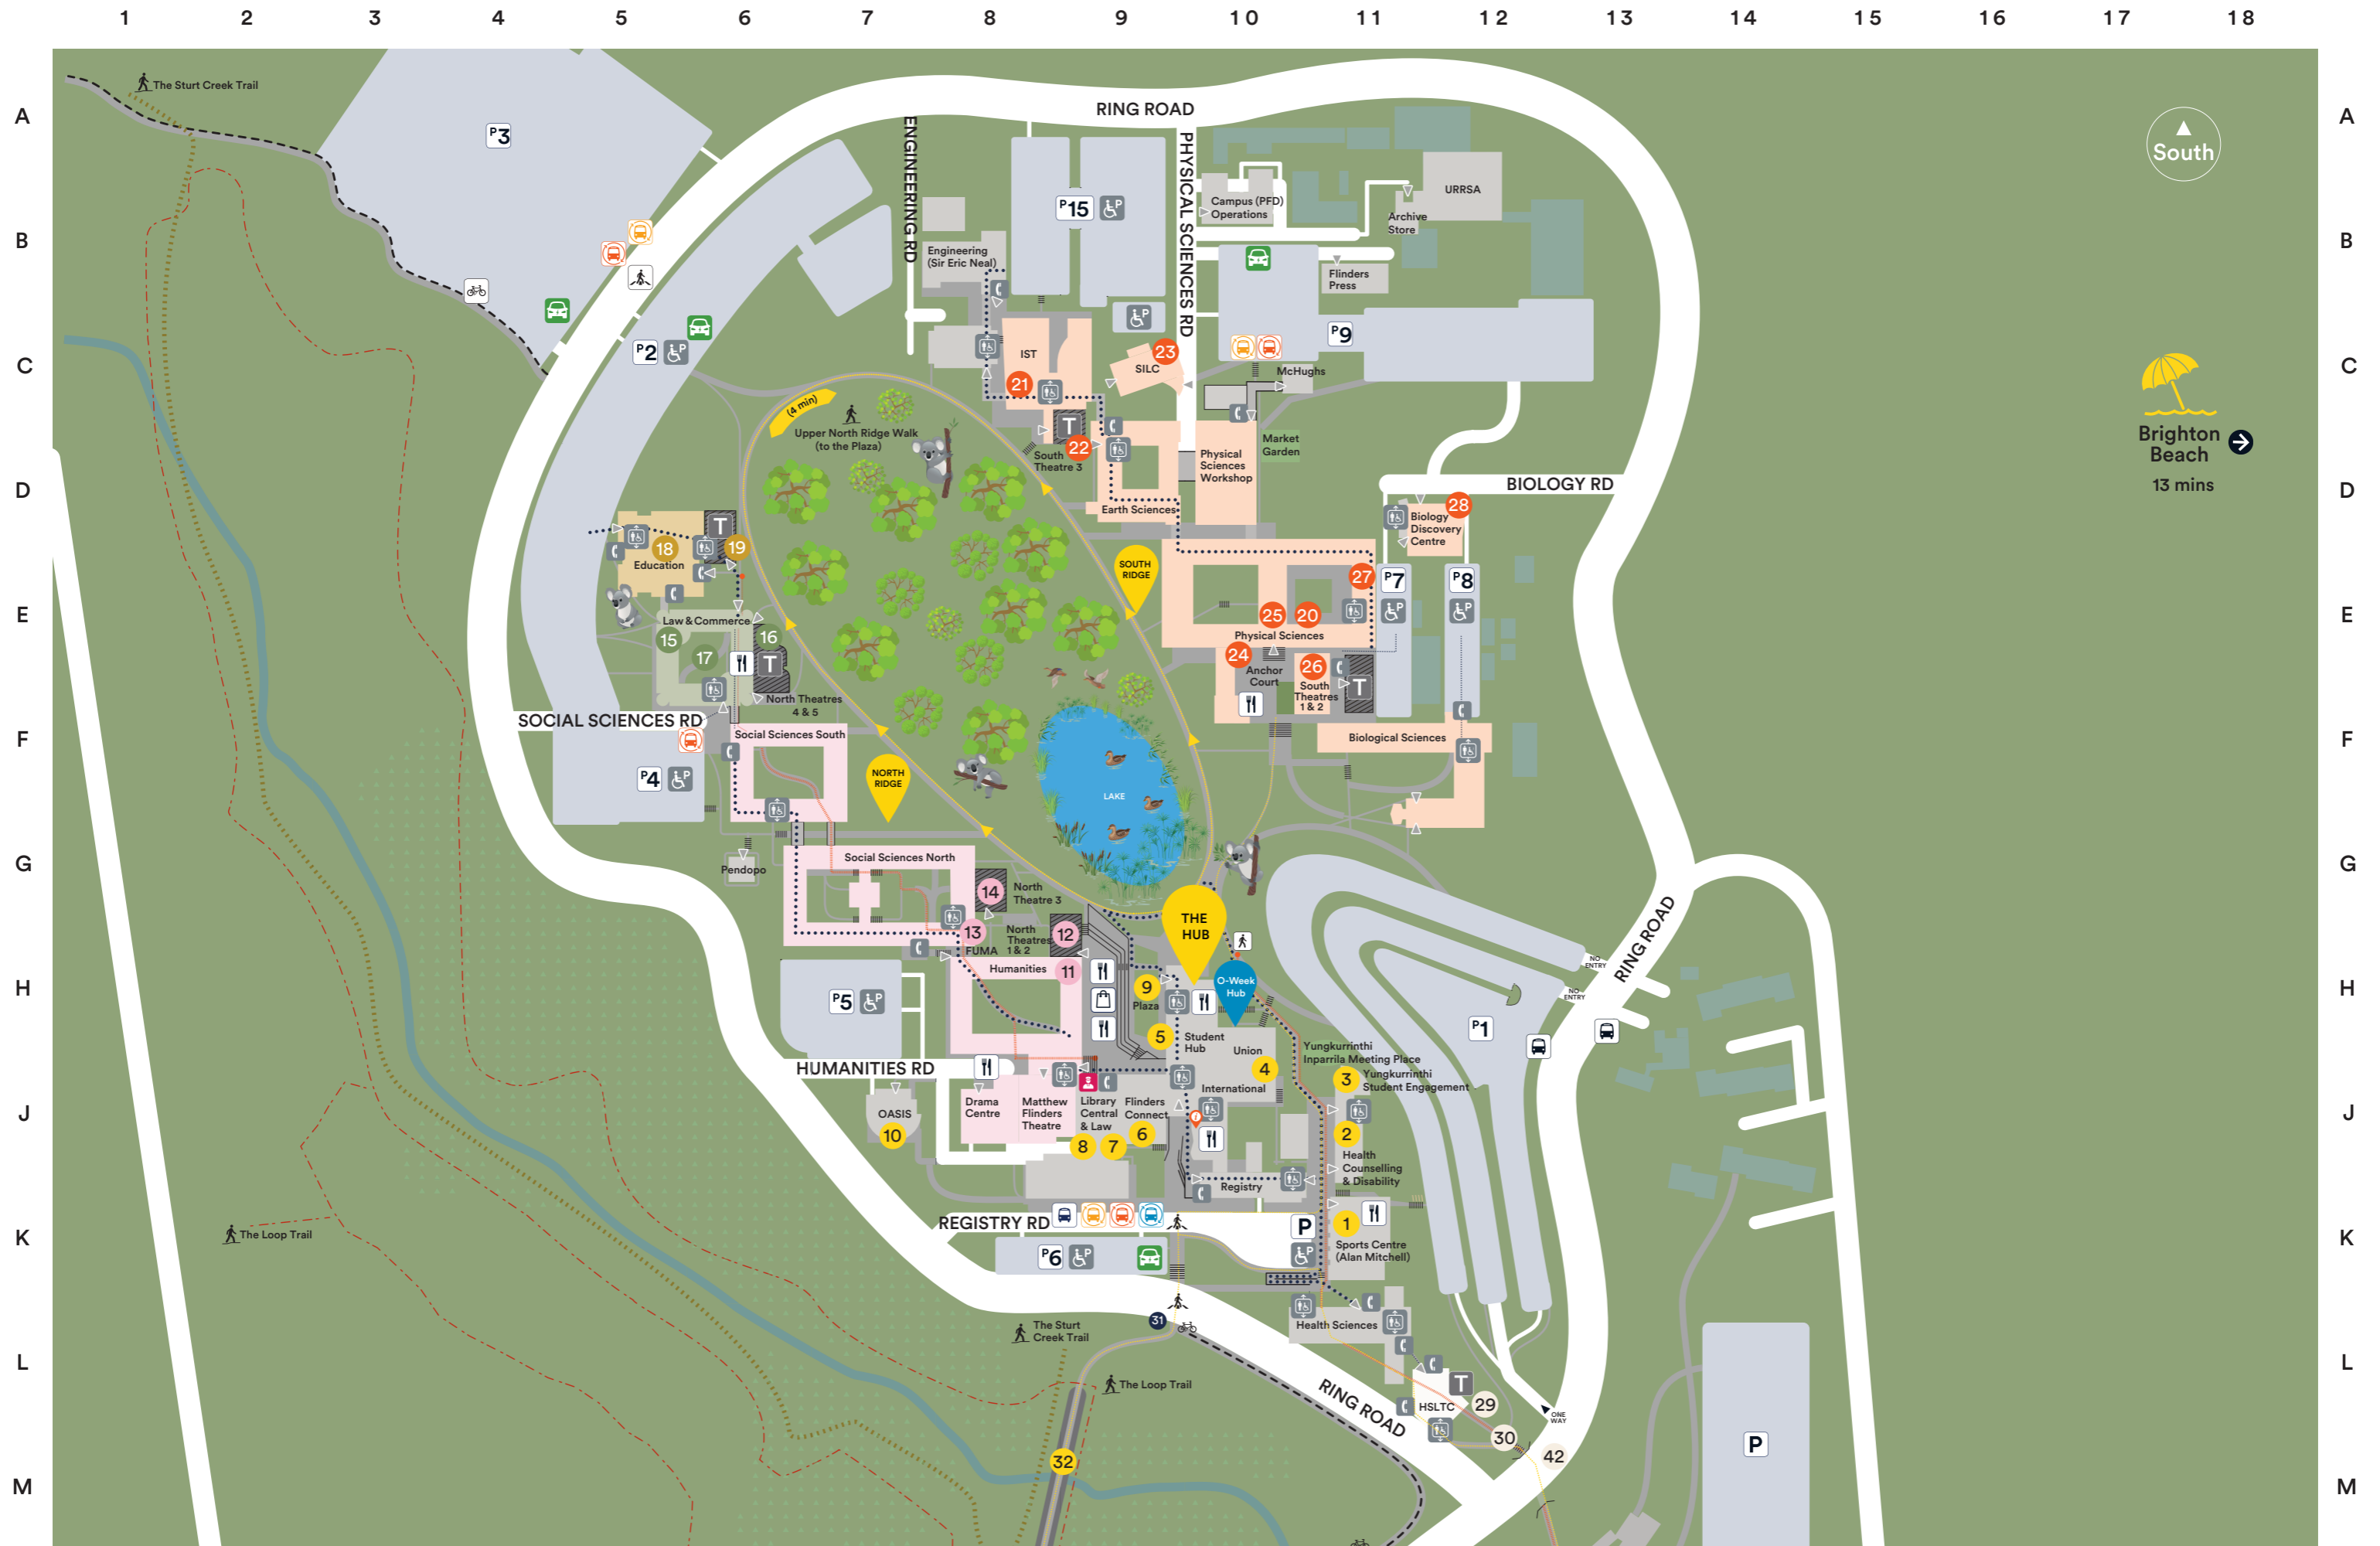 1 2 3 4 5 6 7 8 9 10 11 12 13 14 15 16 17 18
A
A
B
B
C
C
D
D
E
E
F
F
G
G
H
H
J
J
K
K
L
L
M
M
The Sturt Creek Trail
P3
RING ROAD
ENGINEERING RD
PHYSICAL SCIENCES RD
South
P15
P
Campus (PFD)
Operations
URRSA
Archive
Store
Engineering
(Sir Eric Neal)
Flinders
Press
P
P9
P2
P
IST
21
SILC
23
McHughs
(4 min)
Upper North Ridge Walk
(to the Plaza)
T
22
South
Theatre 3
Market
Garden
Physical
Sciences
Workshop
Brighton
Beach
13 mins
BIOLOGY RD
Earth Sciences
28
Biology
Discovery
Centre
T
18
19
Education
SOUTH
RIDGE
27
P7
P
P8
P
25
20
Physical Sciences
Law & Commerce
15
16
17
T
24
Anchor
Court
26
South
Theatres
1 & 2
T
North Theatres
4 & 5
SOCIAL SCIENCES RD
Social Sciences South
Biological Sciences
P4
P
NORTH
RIDGE
LAKE
Pendopo
Social Sciences North
14
North
Theatre 3
THE
HUB
13
FUMA
North
Theatres
1 & 2
12
Humanities
11
NO
ENTRY
NO
ENTRY
RING ROAD
9
Plaza
O-Week
Hub
P5
P
P1
5
Student
Hub
Union
4
International
Yungkurrinthi
Inparrila Meeting Place
3
Yungkurrinthi
Student Engagement
HUMANITIES RD
OASIS
10
Drama
Centre
Matthew
Flinders
Theatre
Library
Central
& Law
Flinders
Connect
8
7
6
i
2
Health
Counselling
& Disability
Registry
REGISTRY RD
P
P
1
Sports Centre
(Alan Mitchell)
P6
P
The Loop Trail
31
The Sturt
Creek Trail
Health Sciences
The Loop Trail
RING ROAD
T
HSLTC
29
ONE
WAY
30
42
32
P